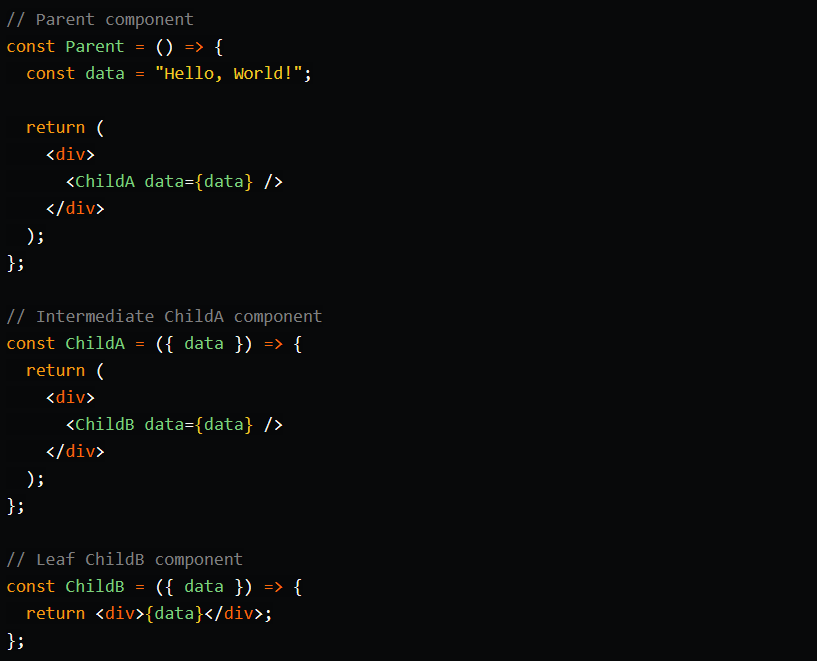 // Parent component
const Parent = () => {
  const data = "Hello, World!";

  return (
    <div>
      <ChildA data={data} />
    </div>
  );
};

// Intermediate ChildA component
const ChildA = ({ data }) => {
  return (
    <div>
      <ChildB data={data} />
    </div>
  );
};

// Leaf ChildB component
const ChildB = ({ data }) => {
  return <div>{data}</div>;
};